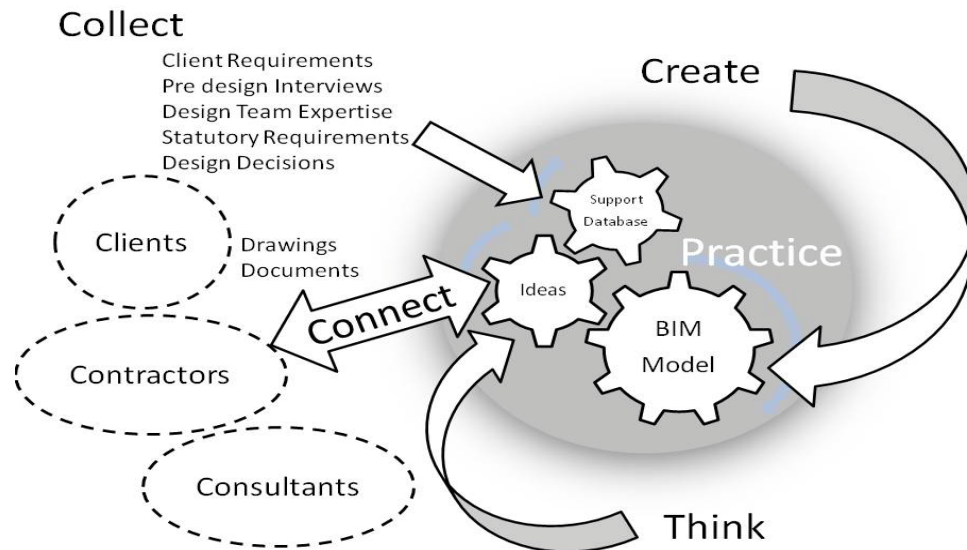 Collect
Client Requirements
Pre design Interviews
Design Team Expertise
Statutory Requirements
Design Decisions
Create
Support
Database
Practice
Clients
Drawings
Documents
Connect
Ideas
BIM
Model
Contractors
Consultants
Think